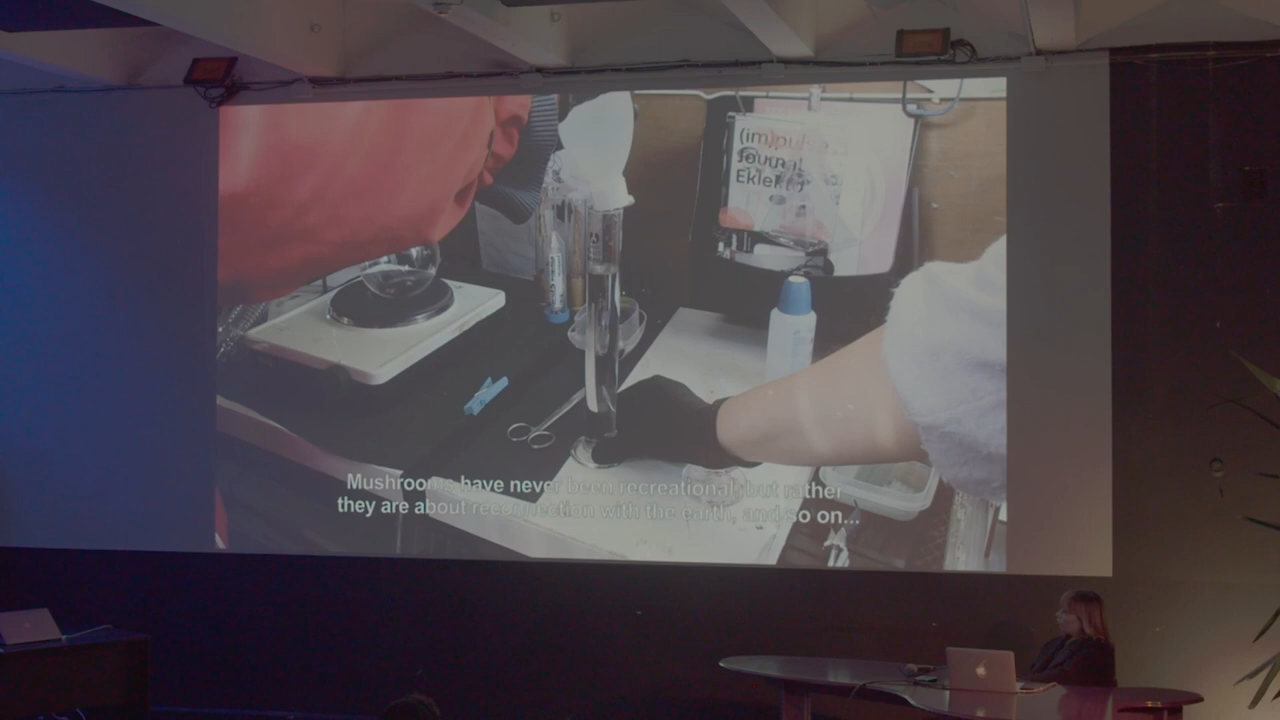 (im)pulse
Journal
Eklek
Mushrooms have never been recreational, but rather
they are about reconnection with the earth, and so on...